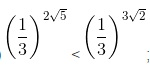 ) (1/3)^{2√5} < (1/3)^{3√2};